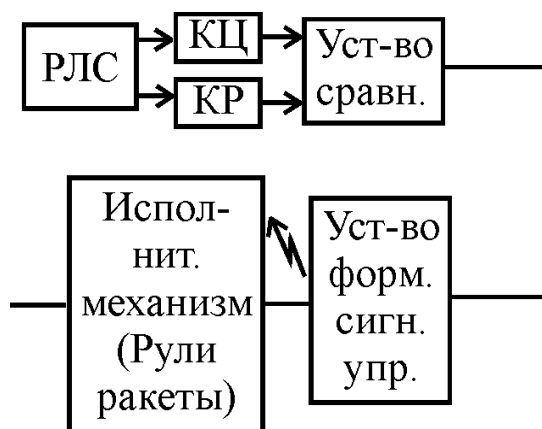 РЛС
КЦ
КР
Уст-во
сравн.
Испол-
нит.
механизм
(Рули
ракеты)
Уст-во
форм.
сигн.
упр.